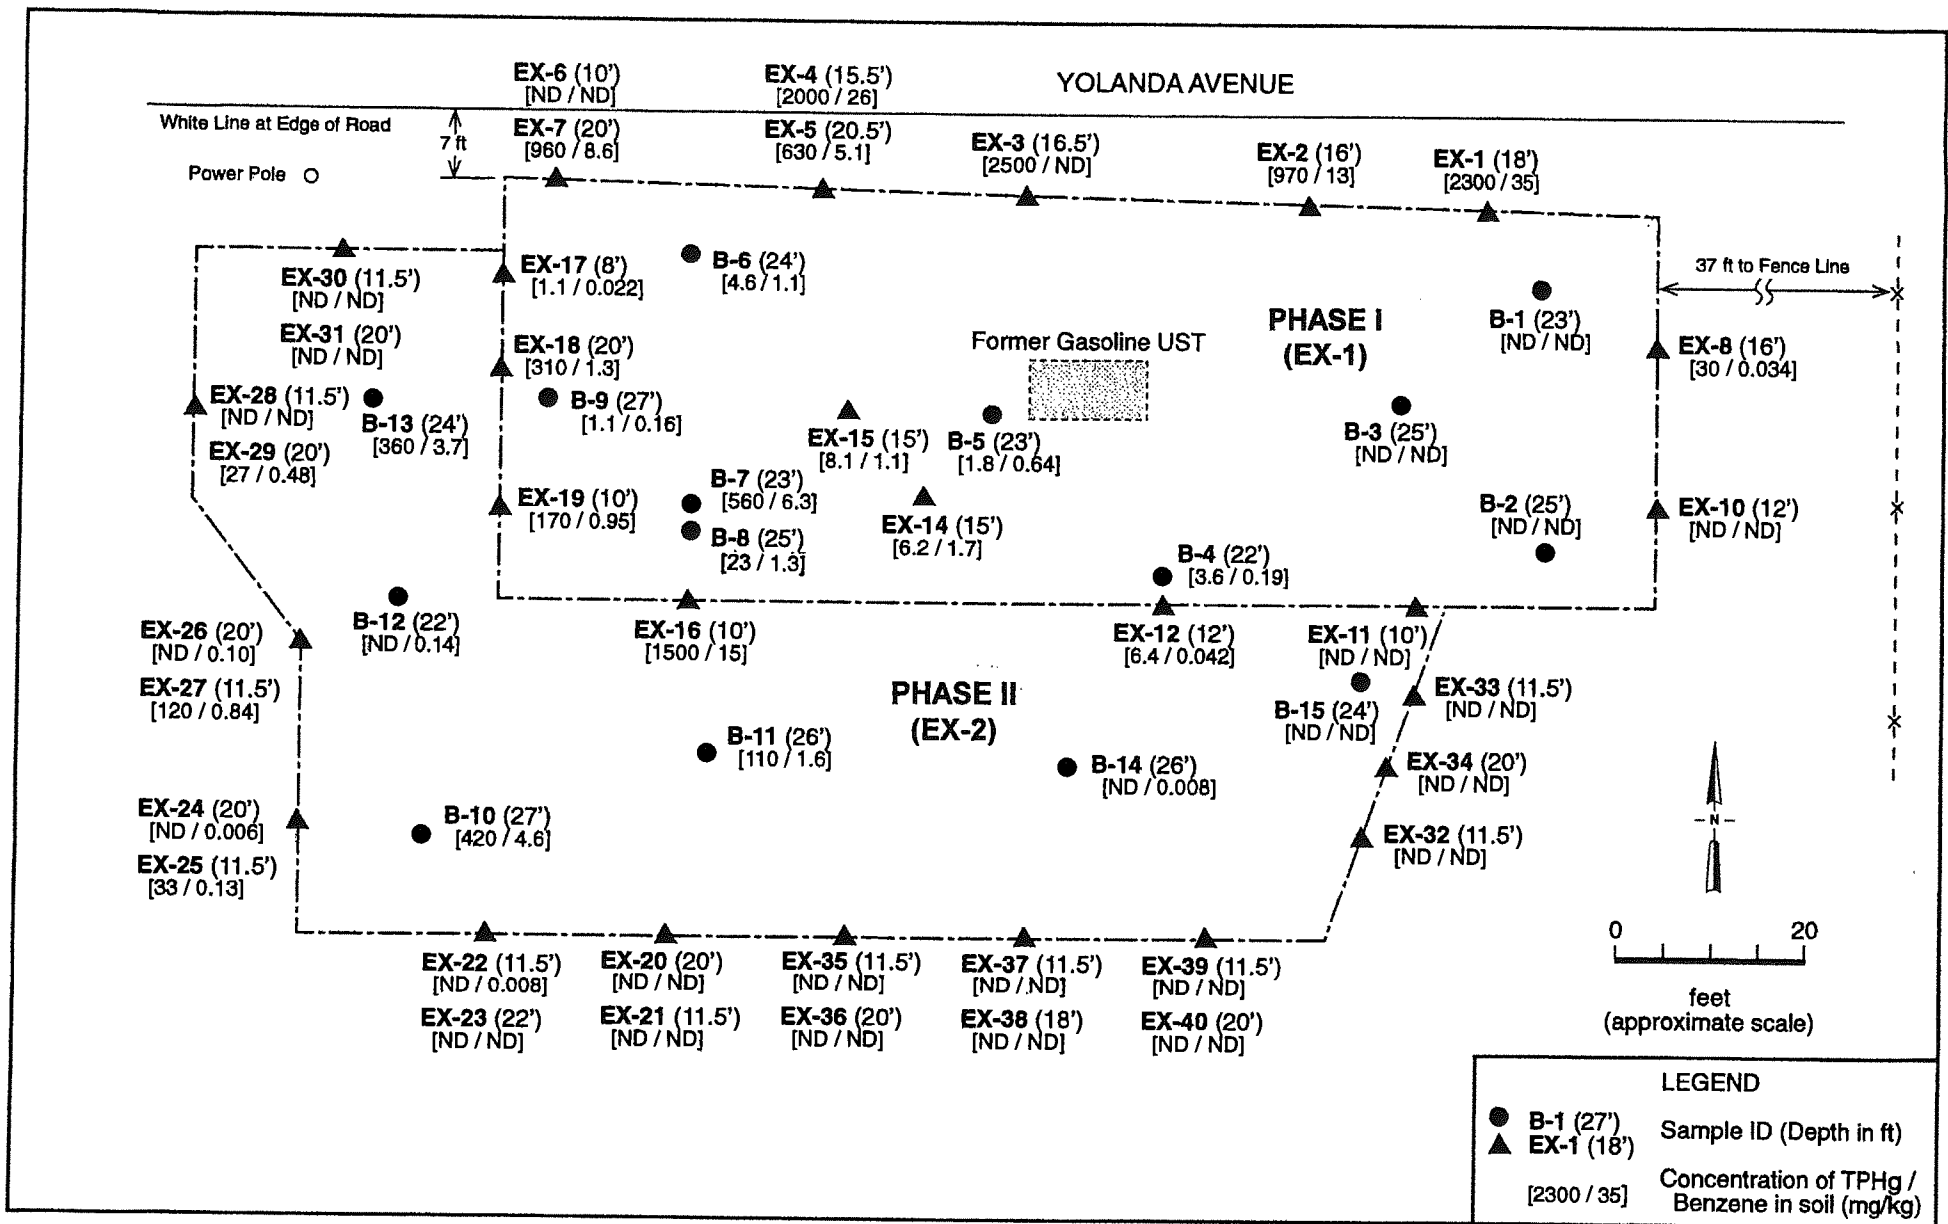 YOLANDA AVENUE
EX-6 (10')
[ND / ND]
EX-4 (15.5')
[2000 / 26]
White Line at Edge of Road
7 ft
EX-7 (20')
[960 / 8.6]
EX-5 (20.5')
[630 / 5.1]
EX-3 (16.5')
[2500 / ND]
EX-2 (16')
[970 / 13]
EX-1 (18')
[2300 / 35]
Power Pole
EX-30 (11.5')
[ND / ND]
EX-31 (20')
[ND / ND]
EX-17 (8')
[1.1 / 0.022]
B-6 (24')
[4.6 / 1.1]
37 ft to Fence Line
PHASE I
(EX-1)
B-1 (23')
[ND / ND]
Former Gasoline UST
EX-18 (20')
[310 / 1.3]
EX-8 (16')
[30 / 0.034]
EX-28 (11.5')
[ND / ND]
EX-29 (20')
[27 / 0.48]
B-13 (24')
[360 / 3.7]
B-9 (27')
[1.1 / 0.16]
EX-15 (15')
[8.1 / 1.1]
B-5 (23')
[1.8 / 0.64]
B-3 (25')
[ND / ND]
EX-19 (10')
[170 / 0.95]
B-7 (23')
[560 / 6.3]
B-8 (25')
[23 / 1.3]
EX-14 (15')
[6.2 / 1.7]
B-2 (25')
[ND / ND]
EX-10 (12')
[ND / ND]
B-4 (22')
[3.6 / 0.19]
EX-26 (20')
[ND / 0.10]
EX-27 (11.5')
[120 / 0.84]
B-12 (22')
[ND / 0.14]
EX-16 (10')
[1500 / 15]
EX-12 (12')
[6.4 / 0.042]
EX-11 (10')
[ND / ND]
PHASE II
(EX-2)
B-15 (24')
[ND / ND]
EX-33 (11.5')
[ND / ND]
B-11 (26')
[110 / 1.6]
B-14 (26')
[ND / 0.008]
EX-34 (20')
[ND / ND]
EX-24 (20')
[ND / 0.006]
EX-25 (11.5')
[33 / 0.13]
B-10 (27')
[420 / 4.6]
EX-32 (11.5')
[ND / ND]
N
0 20
feet
(approximate scale)
EX-22 (11.5')
[ND / 0.008]
EX-23 (22')
[ND / ND]
EX-20 (20')
[ND / ND]
EX-21 (11.5')
[ND / ND]
EX-35 (11.5')
[ND / ND]
EX-36 (20')
[ND / ND]
EX-37 (11.5')
[ND / ND]
EX-38 (18')
[ND / ND]
EX-39 (11.5')
[ND / ND]
EX-40 (20')
[ND / ND]
LEGEND
B-1 (27')
EX-1 (18')
Sample ID (Depth in ft)
[2300 / 35]
Concentration of TPHg /
Benzene in soil (mg/kg)